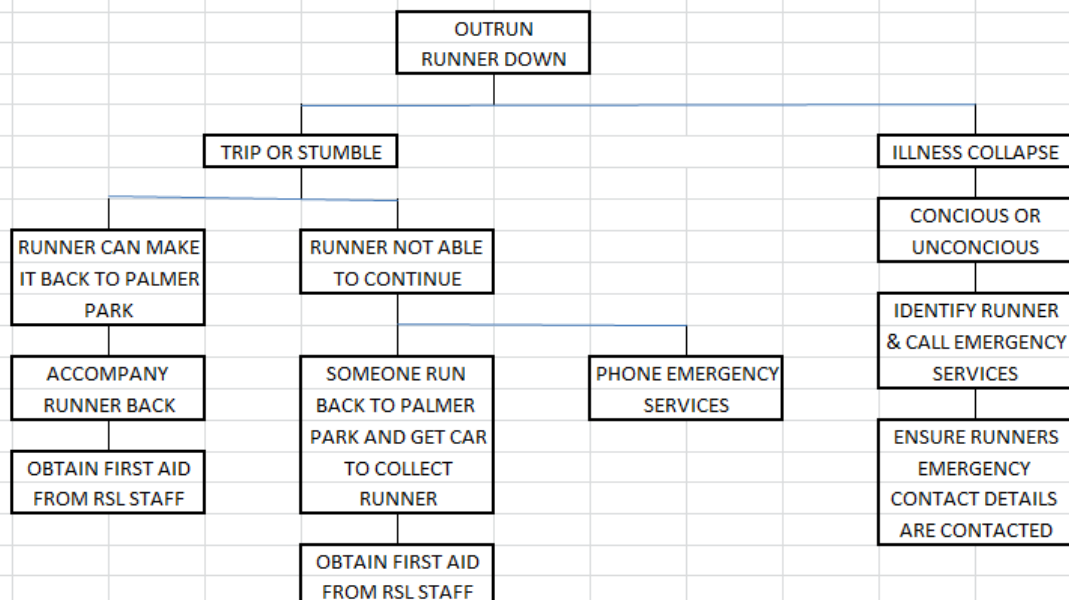 OUTRUN
RUNNER DOWN
TRIP OR STUMBLE
ILLNESS COLLAPSE
RUNNER CAN MAKE
IT BACK TO PALMER
PARK
RUNNER NOT ABLE
TO CONTINUE
CONCIOUS OR
UNCONCIOUS
ACCOMPANY
RUNNER BACK
SOMEONE RUN
BACK TO PALMER
PARK AND GET CAR
TO COLLECT
RUNNER
PHONE EMERGENCY
SERVICES
IDENTIFY RUNNER
& CALL EMERGENCY
SERVICES
OBTAIN FIRST AID
FROM RSL STAFF
OBTAIN FIRST AID
FROM RSL STAFF
ENSURE RUNNERS
EMERGENCY
CONTACT DETAILS
ARE CONTACTED